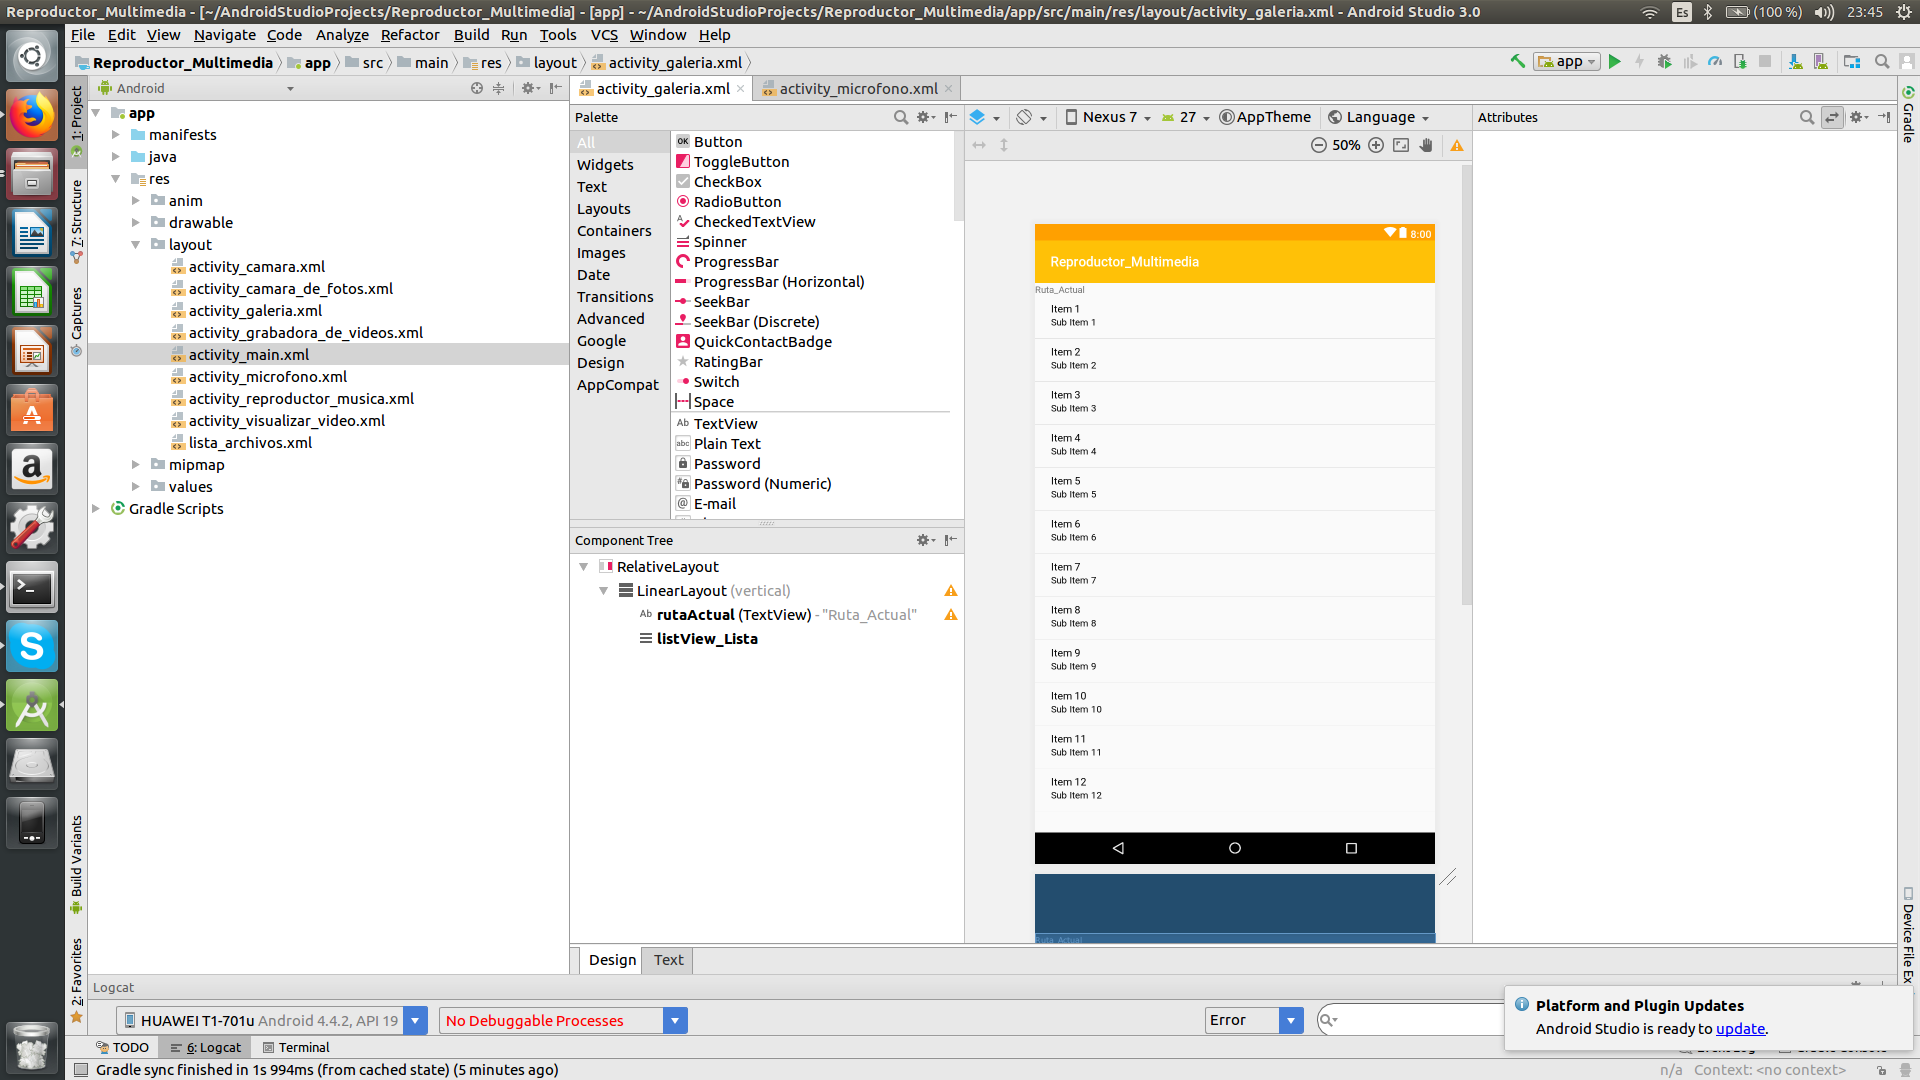 Reproductor_Multimedia - [~/AndroidStudioProjects/Reproductor_Multimedia] - [app] - ~/AndroidStudioProjects/Reproductor_Multimedia/app/src/main/res/layout/activity_galeria.xml - Android Studio 3.0
Es
(100 %)
23:45
File Edit View Navigate Code Analyze Refactor Build Run Tools VCS Window Help
Reproductor_Multimedia app src main res layout activity_galeria.xml
app
1: Project
7: Structure
Captures
Build Variants
2: Favorites
Android
app
manifests
java
res
anim
drawable
layout
activity_camara.xml
activity_camara_de_fotos.xml
activity_galeria.xml
activity_grabadora_de_videos.xml
activity_main.xml
activity_microfono.xml
activity_reproductor_musica.xml
activity_visualizar_video.xml
lista_archivos.xml
mipmap
values
Gradle Scripts
activity_galeria.xml
activity_microfono.xml
Palette
All
Widgets
Text
Layouts
Containers
Images
Date
Transitions
Advanced
Google
Design
AppCompat
OK Button
ToggleButton
CheckBox
RadioButton
CheckedTextView
Spinner
ProgressBar
ProgressBar (Horizontal)
SeekBar
SeekBar (Discrete)
QuickContactBadge
RatingBar
Switch
Space
Ab TextView
abc Plain Text
Password
Password (Numeric)
@ E-mail
Component Tree
RelativeLayout
LinearLayout (vertical)
Ab rutaActual (TextView) - "Ruta_Actual"
listView_Lista
Nexus 7
27
AppTheme
Language
50%
8:00
Reproductor_Multimedia
Ruta_Actual
Item 1
Sub Item 1
Item 2
Sub Item 2
Item 3
Sub Item 3
Item 4
Sub Item 4
Item 5
Sub Item 5
Item 6
Sub Item 6
Item 7
Sub Item 7
Item 8
Sub Item 8
Item 9
Sub Item 9
Item 10
Sub Item 10
Item 11
Sub Item 11
Item 12
Sub Item 12
Ruta_Actual
Attributes
Gradle
Device File Ex
Design Text
Logcat
HUAWEI T1-701u Android 4.4.2, API 19
No Debuggable Processes
Error
Platform and Plugin Updates
Android Studio is ready to update.
TODO
6: Logcat
Terminal
Gradle sync finished in 1s 994ms (from cached state) (5 minutes ago)
n/a Context: <no context>